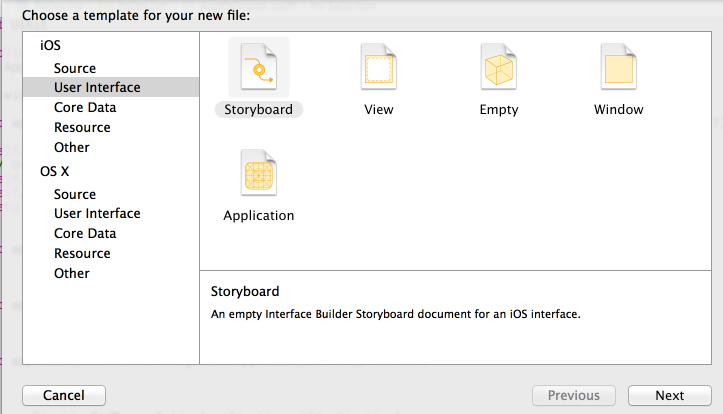 Choose a template for your new file:
iOS
Source
User Interface
Core Data
Resource
Other
OS X
Source
User Interface
Core Data
Resource
Other
Storyboard
View
Empty
Window
Application
Storyboard
An empty Interface Builder Storyboard document for an iOS interface.
Cancel
Previous
Next